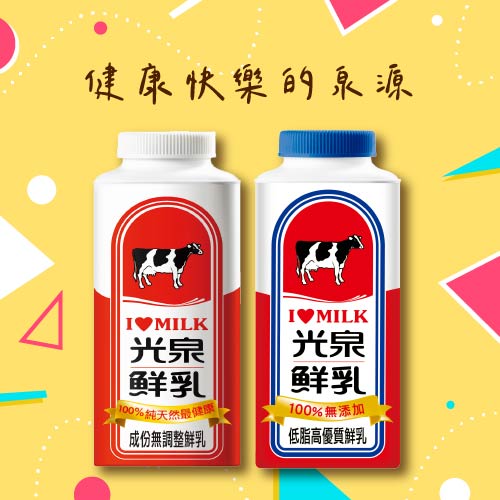 健康快樂的泉源
I♥MILK
光泉
鮮乳
100%純天然最健康
成份無調整鮮乳
I♥MILK
光泉
鮮乳
100%無添加
低脂高優質鮮乳